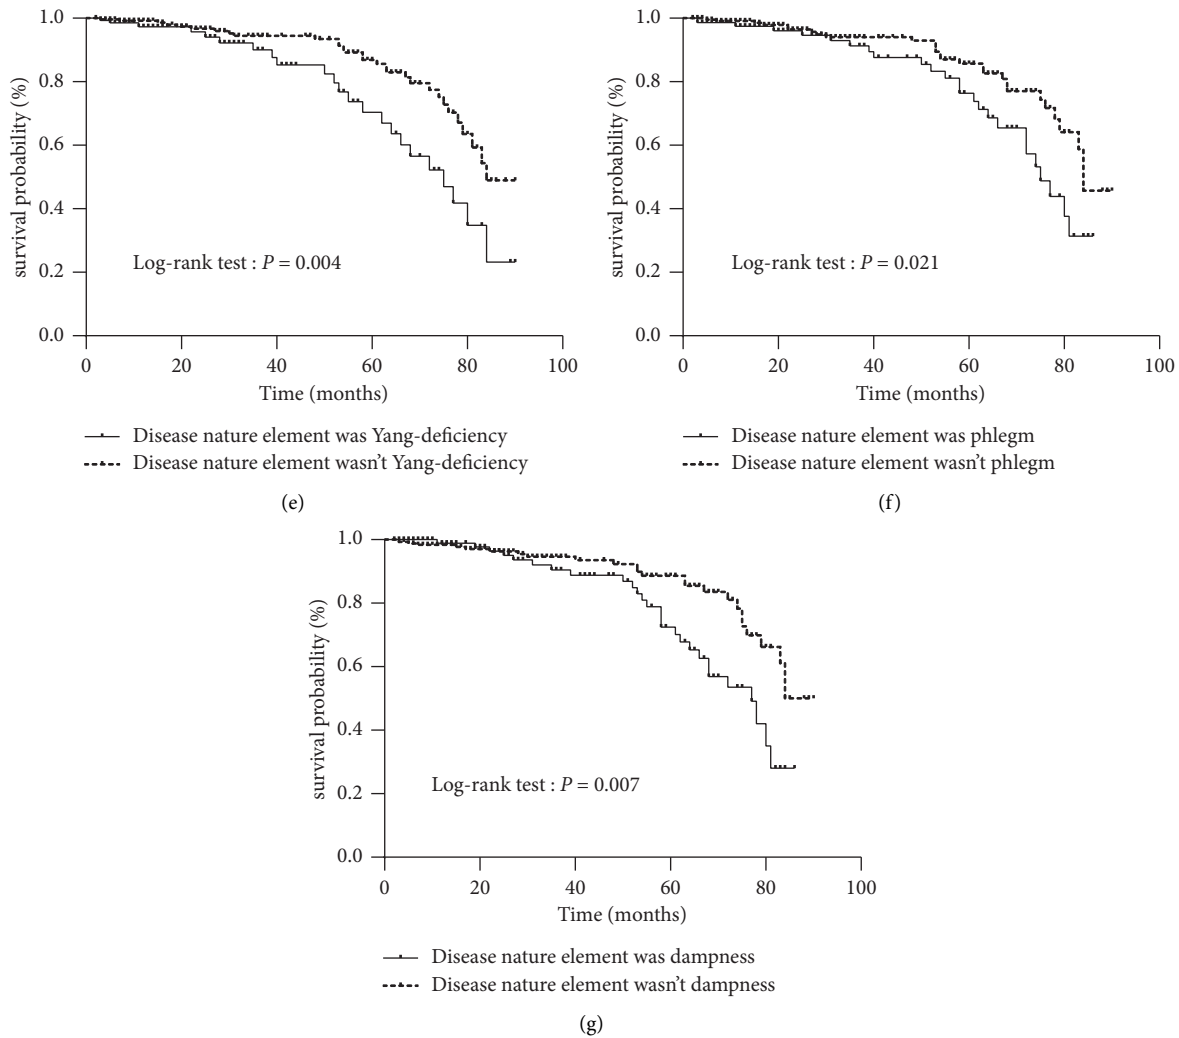 1.0
0.8
0.6
0.4
0.2
0.0
survival probability (%)
Log-rank test : P = 0.004
0 20 40 60 80 100
Time (months)
Disease nature element was Yang-deficiency
Disease nature element wasn't Yang-deficiency
(e)
1.0
0.8
0.6
0.4
0.2
0.0
survival probability (%)
Log-rank test : P = 0.021
0 20 40 60 80 100
Time (months)
Disease nature element was phlegm
Disease nature element wasn't phlegm
(f)
1.0
0.8
0.6
0.4
0.2
0.0
survival probability (%)
Log-rank test : P = 0.007
0 20 40 60 80 100
Time (months)
Disease nature element was dampness
Disease nature element wasn't dampness
(g)